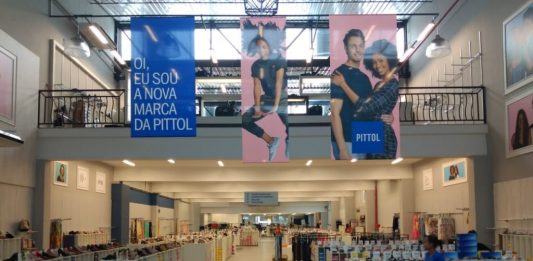 OI,
EU SOU
A NOVA
MARCA
DA PITTOL
PITTOL